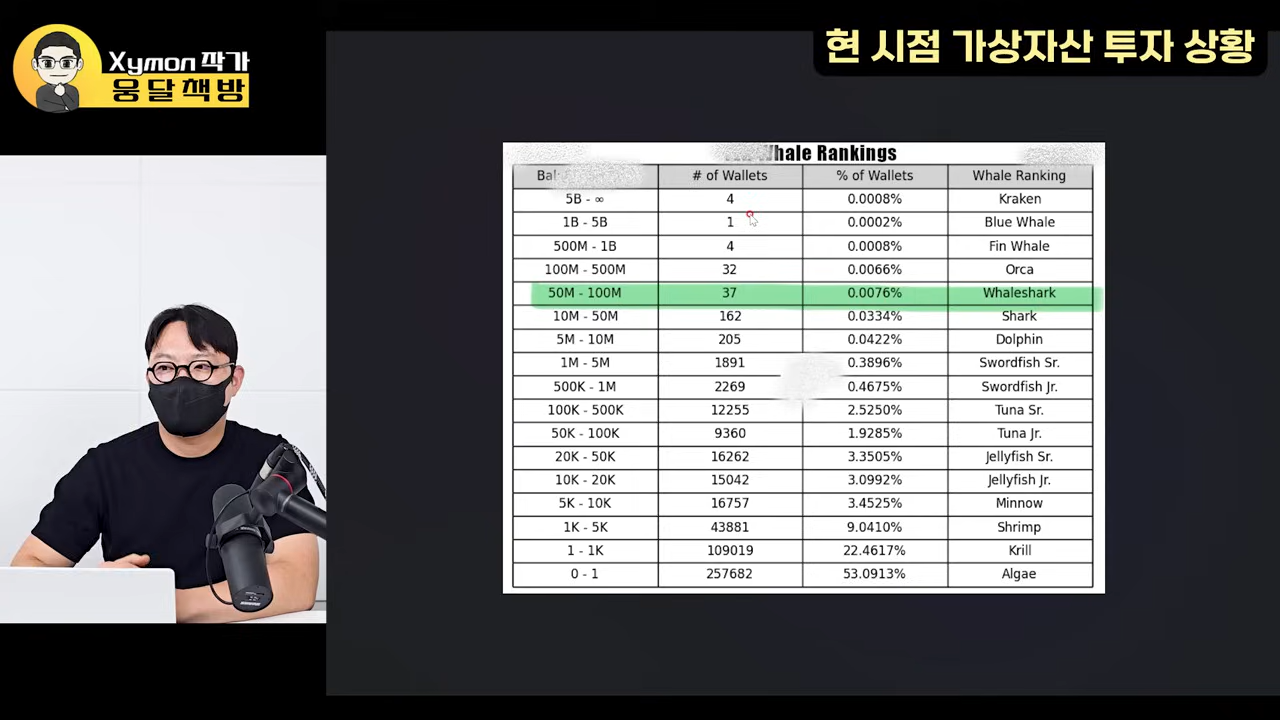 Xymon 작가
웅달책방
현 시점 가상자산 투자 상황
Whale Rankings
# of Wallets % of Wallets Whale Ranking
5B - ∞ 4 0.0008% Kraken
1B - 5B 1 0.0002% Blue Whale
500M - 1B 4 0.0008% Fin Whale
100M - 500M 32 0.0066% Orca
50M - 100M 37 0.0076% Whaleshark
10M - 50M 162 0.0334% Shark
5M - 10M 205 0.0422% Dolphin
1M - 5M 1891 0.3896% Swordfish Sr.
500K - 1M 2269 0.4675% Swordfish Jr.
100K - 500K 12255 2.5250% Tuna Sr.
50K - 100K 9360 1.9285% Tuna Jr.
20K - 50K 16262 3.3505% Jellyfish Sr.
10K - 20K 15042 3.0992% Jellyfish Jr.
5K - 10K 16757 3.4525% Minnow
1K - 5K 43881 9.0410% Shrimp
1 - 1K 109019 22.4617% Krill
0 - 1 257682 53.0913% Algae